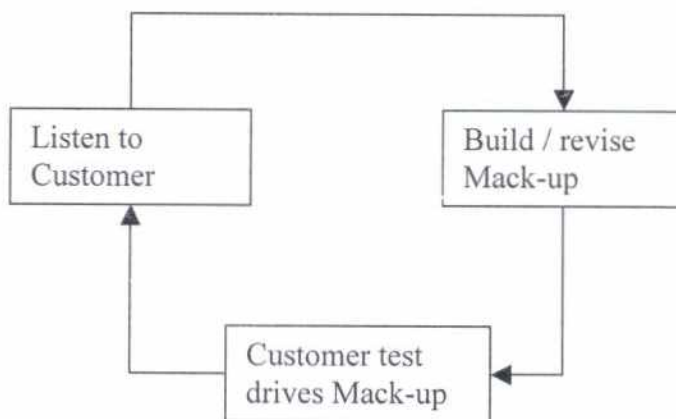 Listen to
Customer
Build / revise
Mack-up
Customer test
drives Mack-up